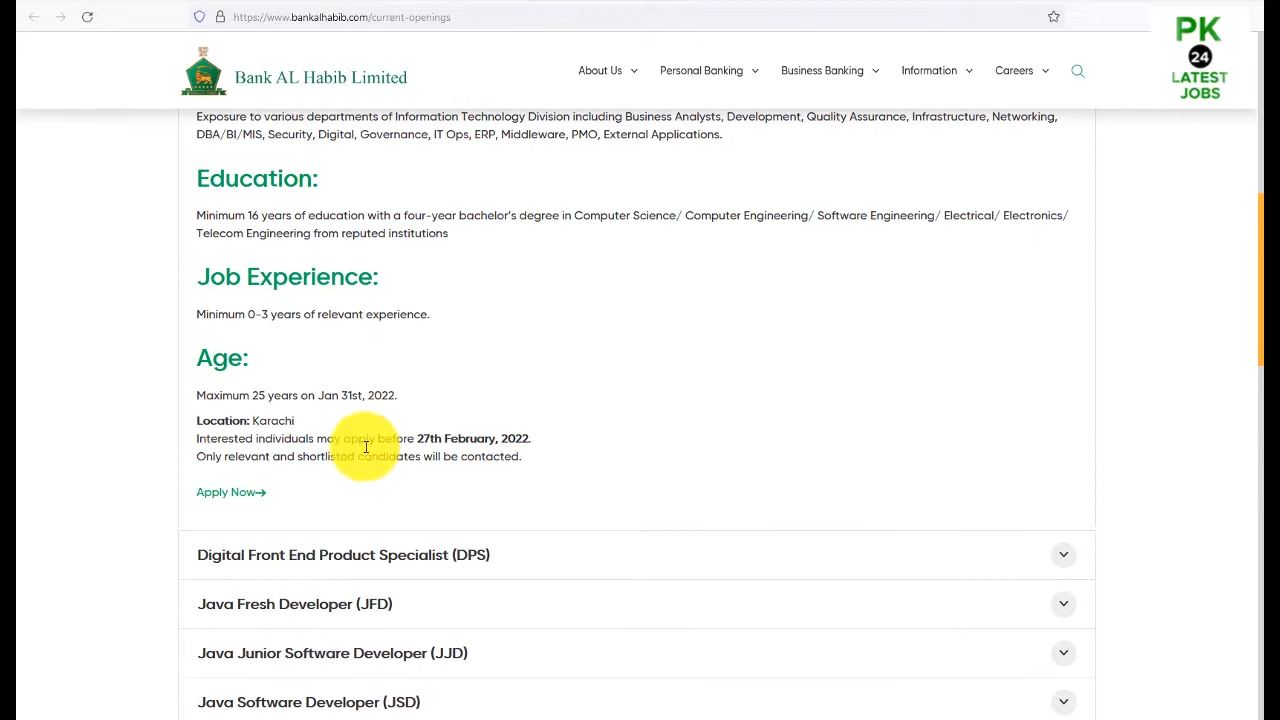 https://www.bankalhabib.com/current-openings
PK
24
LATEST
JOBS
Bank AL Habib Limited
About Us
Personal Banking
Business Banking
Information
Careers
Exposure to various departments of Information Technology Division including Business Analysts, Development, Quality Assurance, Infrastructure, Networking,
DBA/BI/MIS, Security, Digital, Governance, IT Ops, ERP, Middleware, PMO, External Applications.
Education:
Minimum 16 years of education with a four-year bachelor's degree in Computer Science/ Computer Engineering/ Software Engineering/ Electrical/ Electronics/
Telecom Engineering from reputed institutions
Job Experience:
Minimum 0-3 years of relevant experience.
Age:
Maximum 25 years on Jan 31st, 2022.
Location: Karachi
Interested individuals may apply before 27th February, 2022.
Only relevant and shortlisted candidates will be contacted.
Apply Now→
Digital Front End Product Specialist (DPS)
Java Fresh Developer (JFD)
Java Junior Software Developer (JJD)
Java Software Developer (JSD)